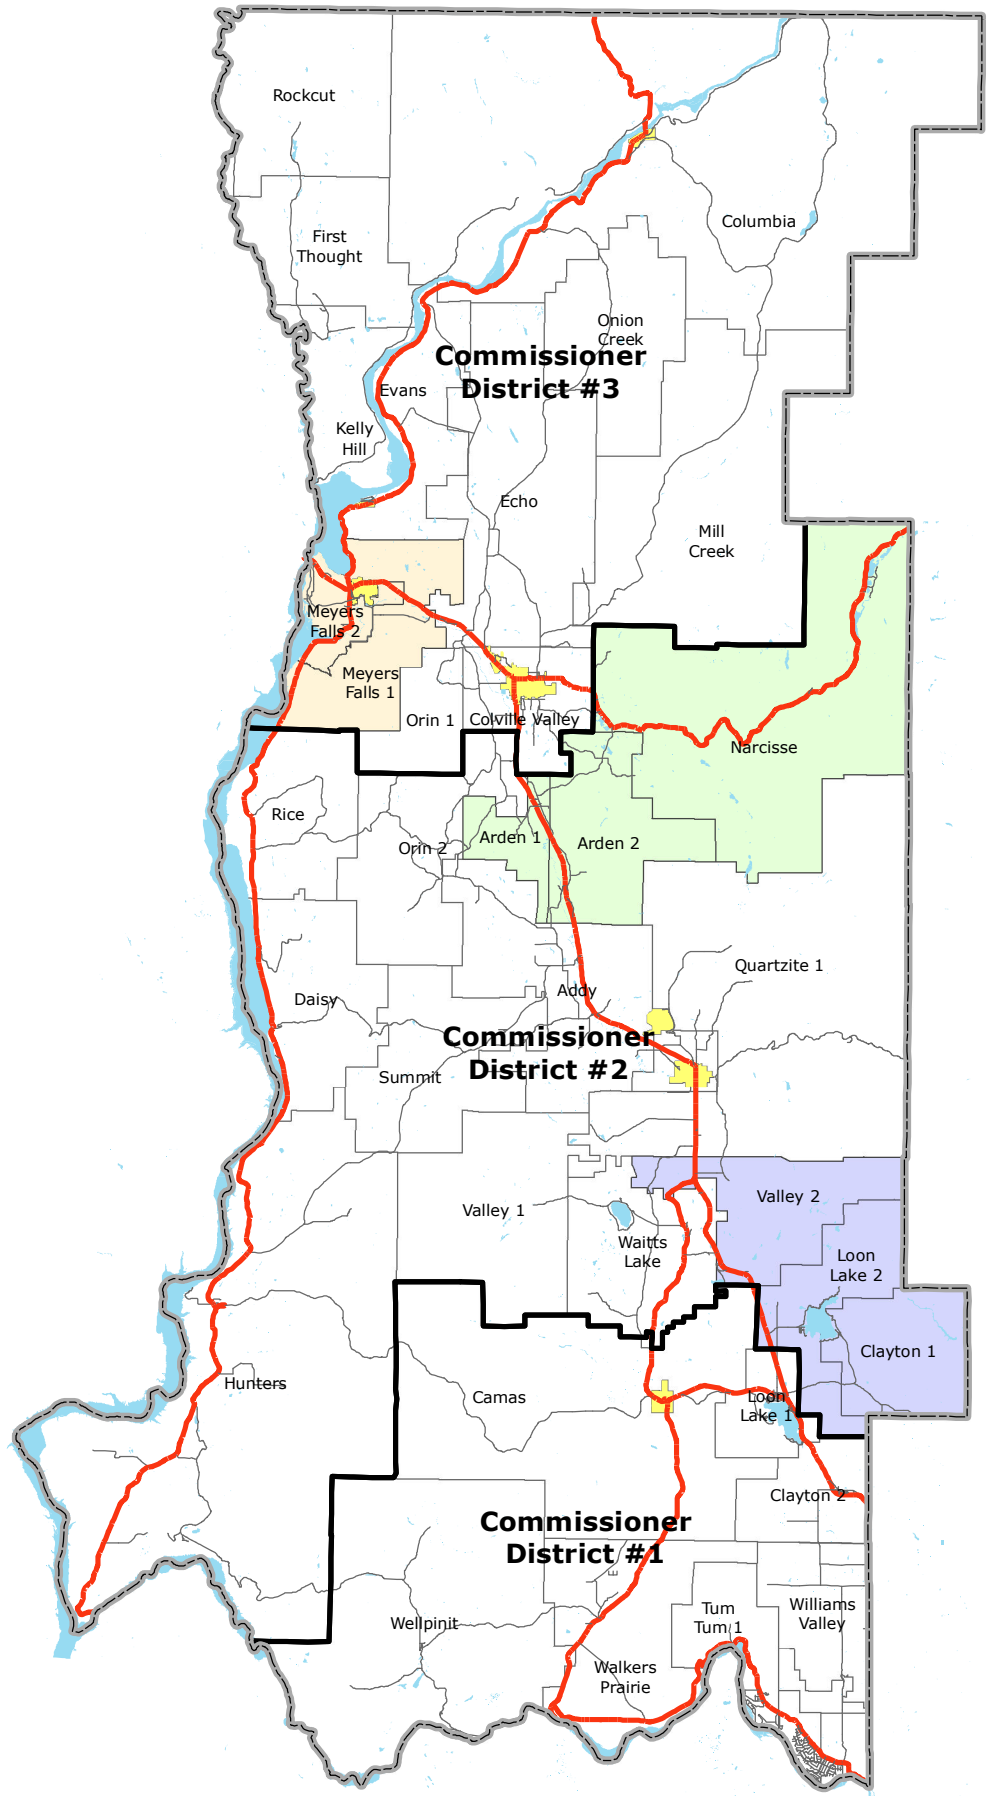 Rockcut
Columbia
First
Thought
Onion
Creek
Commissioner
District #3
Evans
Kelly
Hill
Echo
Mill
Creek
Meyers
Falls 2
Meyers
Falls 1
Orin 1
Colville Valley
Narcisse
Rice
Orin 2
Arden 1
Arden 2
Quartzite 1
Addy
Daisy
Commissioner
District #2
Summit
Valley 1
Valley 2
Waitts
Lake
Loon
Lake 2
Clayton 1
Hunters
Camas
Loon
Lake 1
Clayton 2
Commissioner
District #1
Wellpinit
Tum
Tum 1
Williams
Valley
Walkers
Prairie